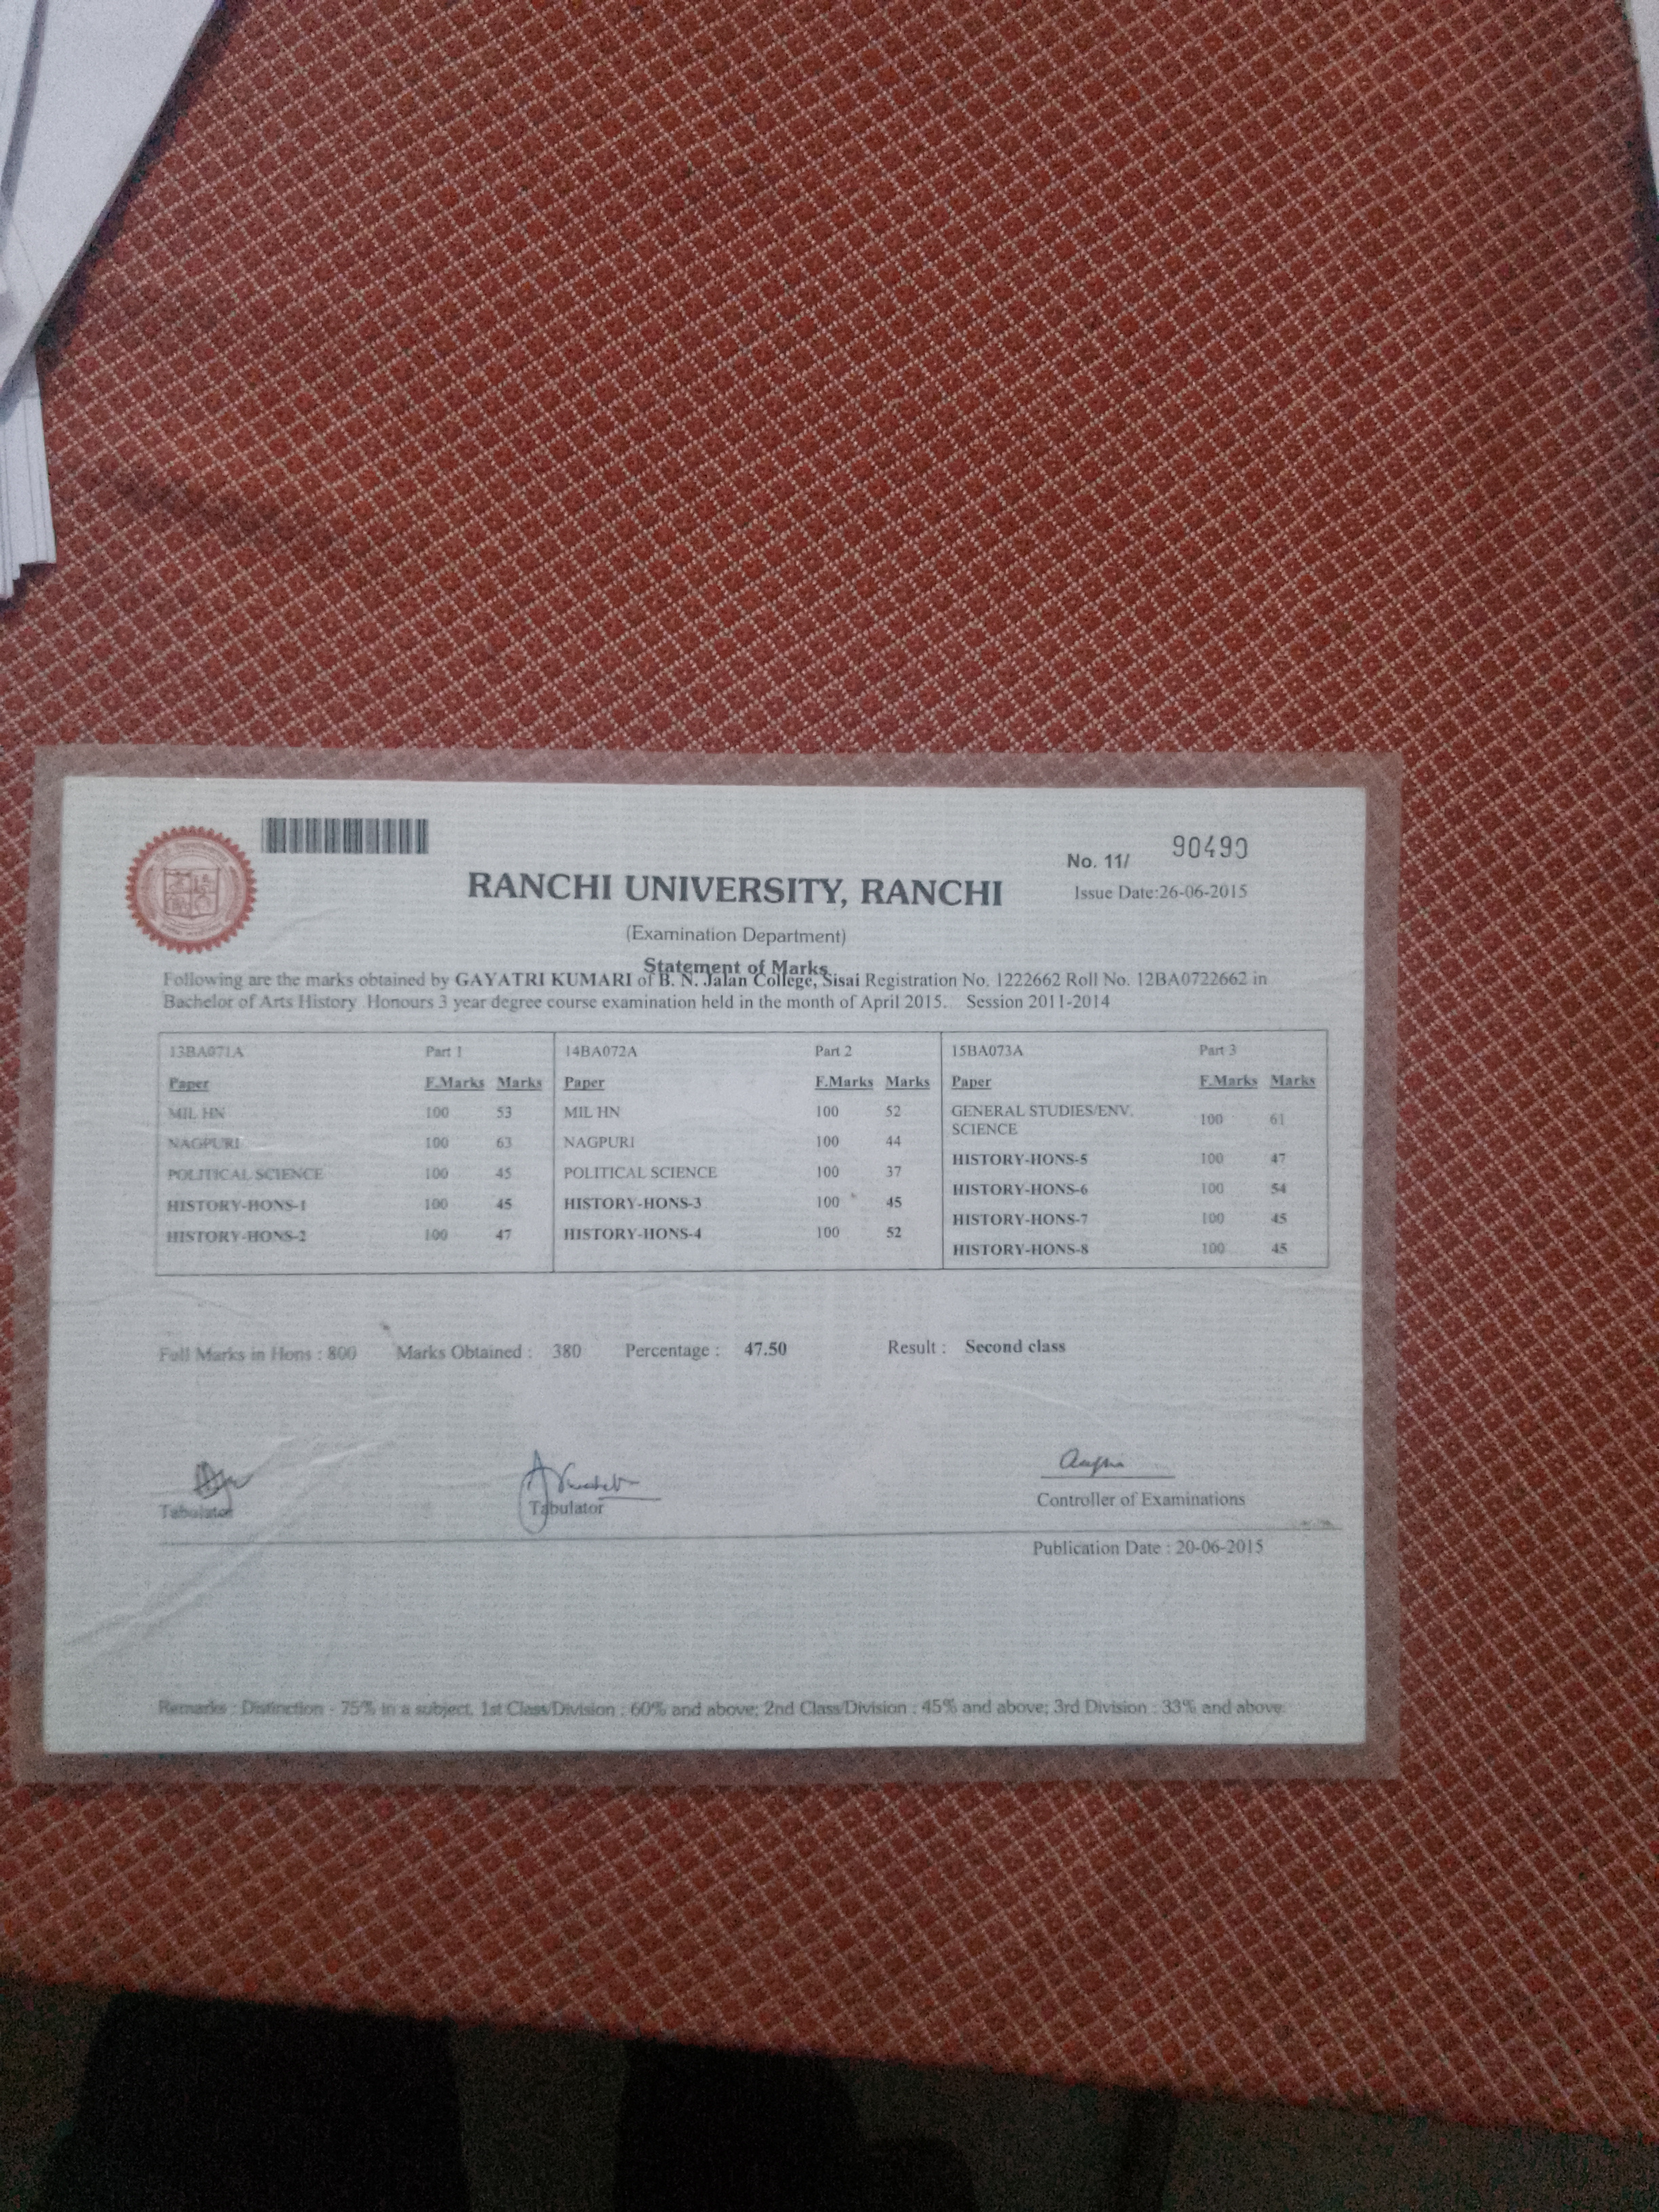 No. 11/ 90490
RANCHI UNIVERSITY, RANCHI
Issue Date:26-06-2015
(Examination Department)
Statement of Marks
Following are the marks obtained by GAYATRI KUMARI of B. N. Jalan College, Sisai Registration No. 1222662 Roll No. 12BA0722662 in
Bachelor of Arts History Honours 3 year degree course examination held in the month of April 2015. Session 2011-2014
13BA071A Part 1
Paper F.Marks Marks
MIL HN 100 53
NAGPURI 100 63
POLITICAL SCIENCE 100 45
HISTORY-HONS-1 100 45
HISTORY-HONS-2 100 47
14BA072A Part 2
Paper F.Marks Marks
MIL HN 100 52
NAGPURI 100 44
POLITICAL SCIENCE 100 37
HISTORY-HONS-3 100 45
HISTORY-HONS-4 100 52
15BA073A Part 3
Paper F.Marks Marks
GENERAL STUDIES/ENV. 100 61
SCIENCE
HISTORY-HONS-5 100 47
HISTORY-HONS-6 100 54
HISTORY-HONS-7 100 45
HISTORY-HONS-8 100 45
Full Marks in Hons : 800 Marks Obtained : 380 Percentage : 47.50 Result : Second class
Tabulator Tabulator Controller of Examinations
Publication Date : 20-06-2015
Remarks : Distinction - 75% in a subject, 1st Class/Division : 60% and above; 2nd Class/Division : 45% and above; 3rd Division : 33% and above